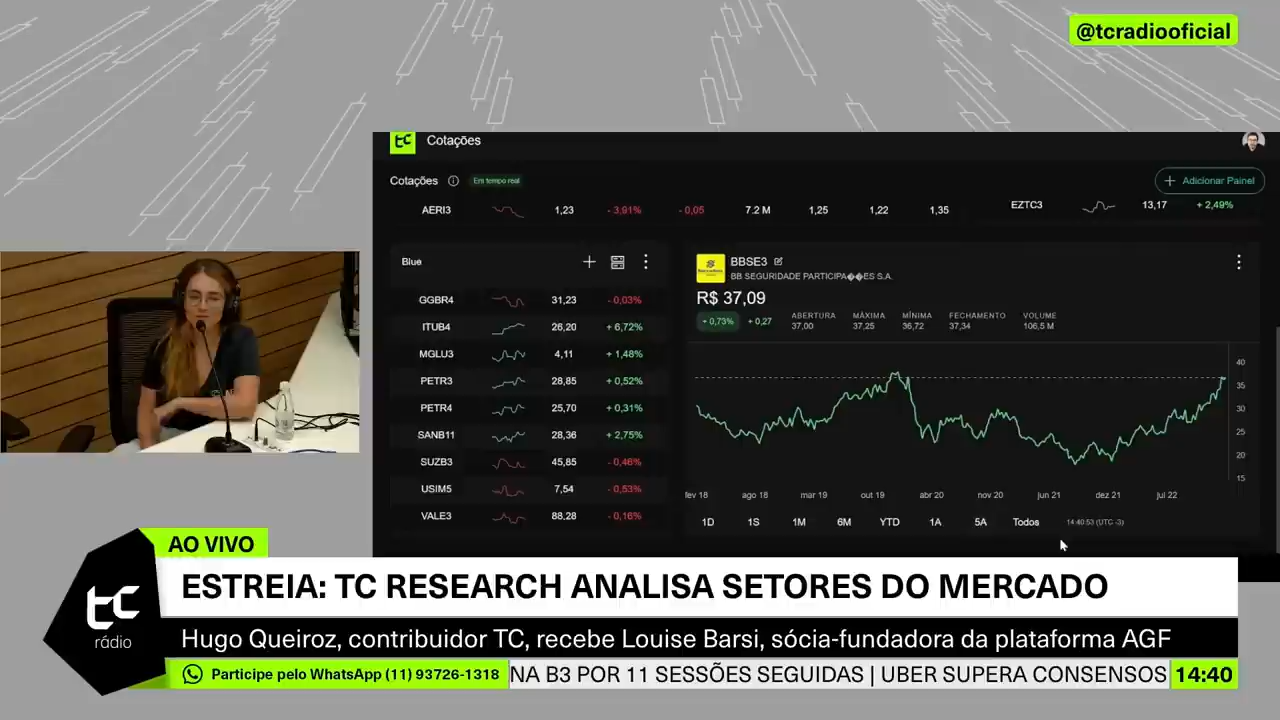 @tcradiooficial
tc Cotações
Cotações Em tempo real
+ Adicionar Painel
AERI3 1,23 - 3,91% - 0,05 7.2 M 1,25 1,22 1,35
EZTC3 13,17 + 2,49%
Blue
GGBR4 31,23 - 0,03%
ITUB4 26,20 + 6,72%
MGLU3 4,11 + 1,48%
PETR3 28,85 + 0,52%
PETR4 25,70 + 0,31%
SANB11 28,36 + 2,75%
SUZB3 45,85 - 0,46%
USIM5 7,54 - 0,53%
VALE3 88,28 - 0,16%
BBSE3
BB SEGURIDADE PARTICIPA��ES S.A.
R$ 37,09
+ 0,73% + 0,27
ABERTURA MÁXIMA MÍNIMA FECHAMENTO VOLUME
37,00 37,25 36,72 37,34 106,5 M
40
35
30
25
20
15
fev 18 ago 18 mar 19 out 19 abr 20 nov 20 jun 21 dez 21 jul 22
1D 1S 1M 6M YTD 1A 5A Todos 14:40:53 (UTC -3)
AO VIVO
tc
rádio
ESTREIA: TC RESEARCH ANALISA SETORES DO MERCADO
Hugo Queiroz, contribuidor TC, recebe Louise Barsi, sócia-fundadora da plataforma AGF
Participe pelo WhatsApp (11) 93726-1318 NA B3 POR 11 SESSÕES SEGUIDAS | UBER SUPERA CONSENSOS 14:40